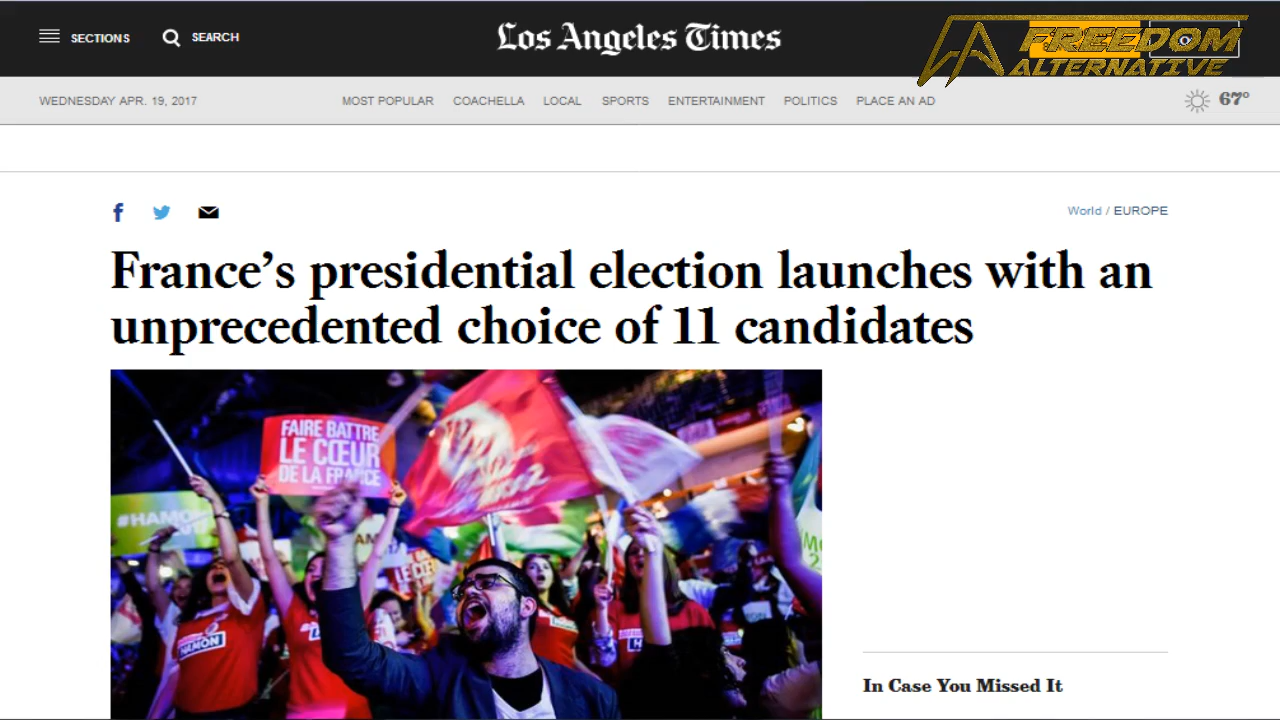 SECTIONS
SEARCH
Los Angeles Times
FREEDOM
ALTERNATIVE
WEDNESDAY APR. 19, 2017
MOST POPULAR
COACHELLA
LOCAL
SPORTS
ENTERTAINMENT
POLITICS
PLACE AN AD
67°
World / EUROPE
France's presidential election launches with an
unprecedented choice of 11 candidates
FAIRE BATTRE
LE CŒUR
DE LA FRANCE
#HAMON
HAMON
In Case You Missed It